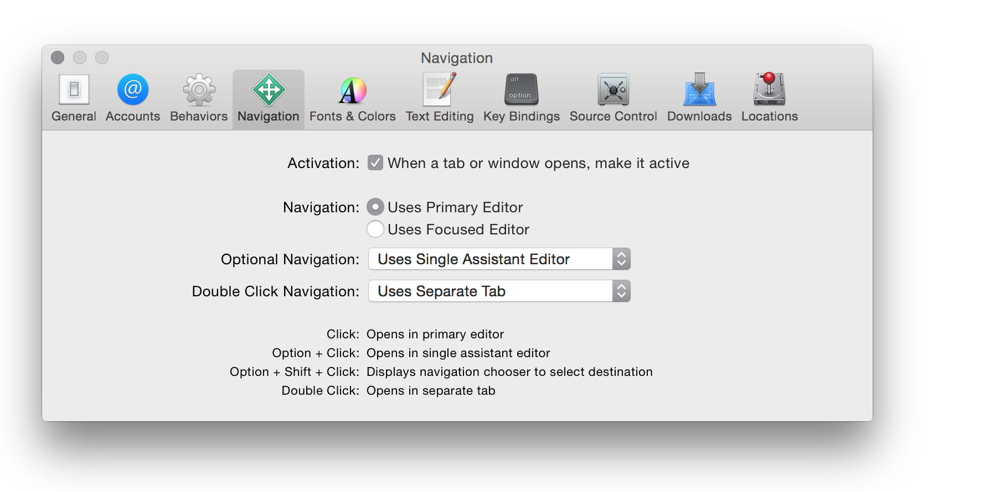 Navigation
@
A
alt
option
General Accounts Behaviors Navigation Fonts & Colors Text Editing Key Bindings Source Control Downloads Locations
Activation: When a tab or window opens, make it active
Navigation: Uses Primary Editor
Uses Focused Editor
Optional Navigation: Uses Single Assistant Editor
Double Click Navigation: Uses Separate Tab
Click: Opens in primary editor
Option + Click: Opens in single assistant editor
Option + Shift + Click: Displays navigation chooser to select destination
Double Click: Opens in separate tab